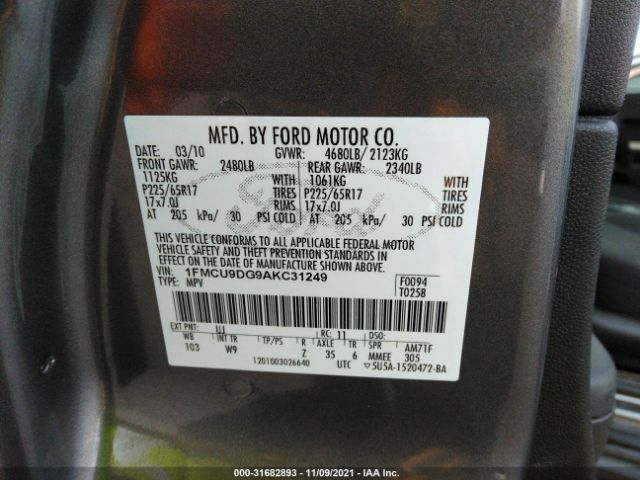 MFD. BY FORD MOTOR CO.
DATE: 03/10 GVWR: 4680LB/ 2123KG
FRONT GAWR: 2480LB REAR GAWR: 2340LB
1125KG WITH 1061KG WITH
P225/65R17 TIRES P225/65R17 TIRES
17x7.0J RIMS 17x7.0J RIMS
AT 205 kPa/ 30 PSI COLD AT 205 kPa/ 30 PSI COLD
THIS VEHICLE CONFORMS TO ALL APPLICABLE FEDERAL MOTOR
VEHICLE SAFETY AND THEFT PREVENTION STANDARDS IN
EFFECT ON THE DATE OF MANUFACTURE SHOWN ABOVE.
VIN: 1FMCU9DG9AKC31249
TYPE: MPV
F0094
T0258
EXT PNT: UJ RC: 11 DSO:
WB INT TR TP/PS R AXLE TR SPR AM71F
103 W9 Z 35 6 MMEE 305
1201003026640 UTC 5U5A-1520472-BA
Ford
000-31682893 - 11/09/2021 - IAA Inc.